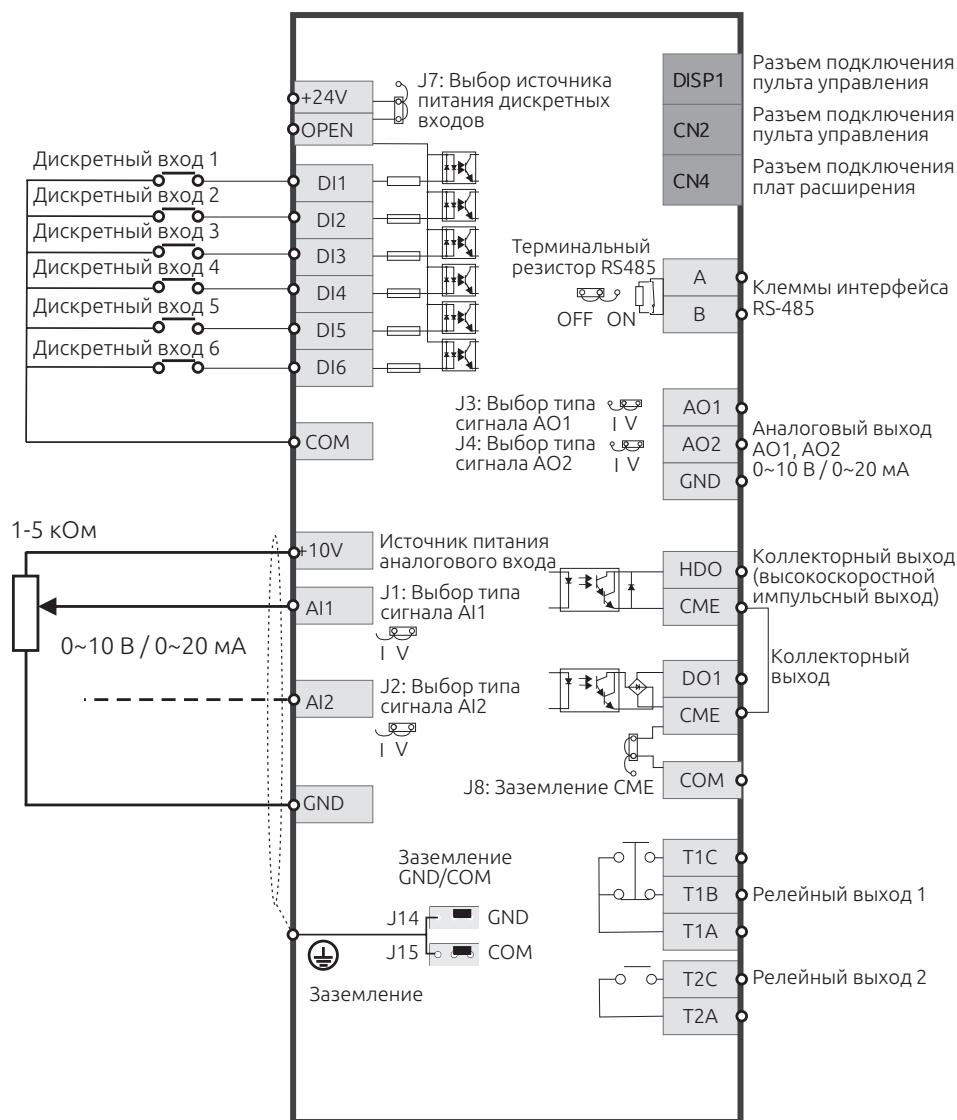 +24V
OPEN
J7: Выбор источника
питания дискретных
входов
DISP1
Разъем подключения
пульта управления
CN2
Разъем подключения
пульта управления
CN4
Разъем подключения
плат расширения
Дискретный вход 1
DI1
Дискретный вход 2
DI2
Дискретный вход 3
DI3
Дискретный вход 4
DI4
Дискретный вход 5
DI5
Дискретный вход 6
DI6
COM
Терминальный
резистор RS485
OFF ON
A
B
Клеммы интерфейса
RS-485
J3: Выбор типа
сигнала AO1
I V
J4: Выбор типа
сигнала AO2
I V
AO1
AO2
GND
Аналоговый выход
AO1, AO2
0~10 В / 0~20 мА
1-5 кОм
+10V
Источник питания
аналогового входа
AI1
J1: Выбор типа
сигнала AI1
I V
0~10 В / 0~20 мА
AI2
J2: Выбор типа
сигнала AI2
I V
GND
HDO
CME
Коллекторный выход
(высокоскоростной
импульсный выход)
DO1
CME
Коллекторный
выход
J8: Заземление CME
COM
Заземление
GND/COM
J14
GND
J15
COM
Заземление
T1C
T1B
T1A
Релейный выход 1
T2C
T2A
Релейный выход 2